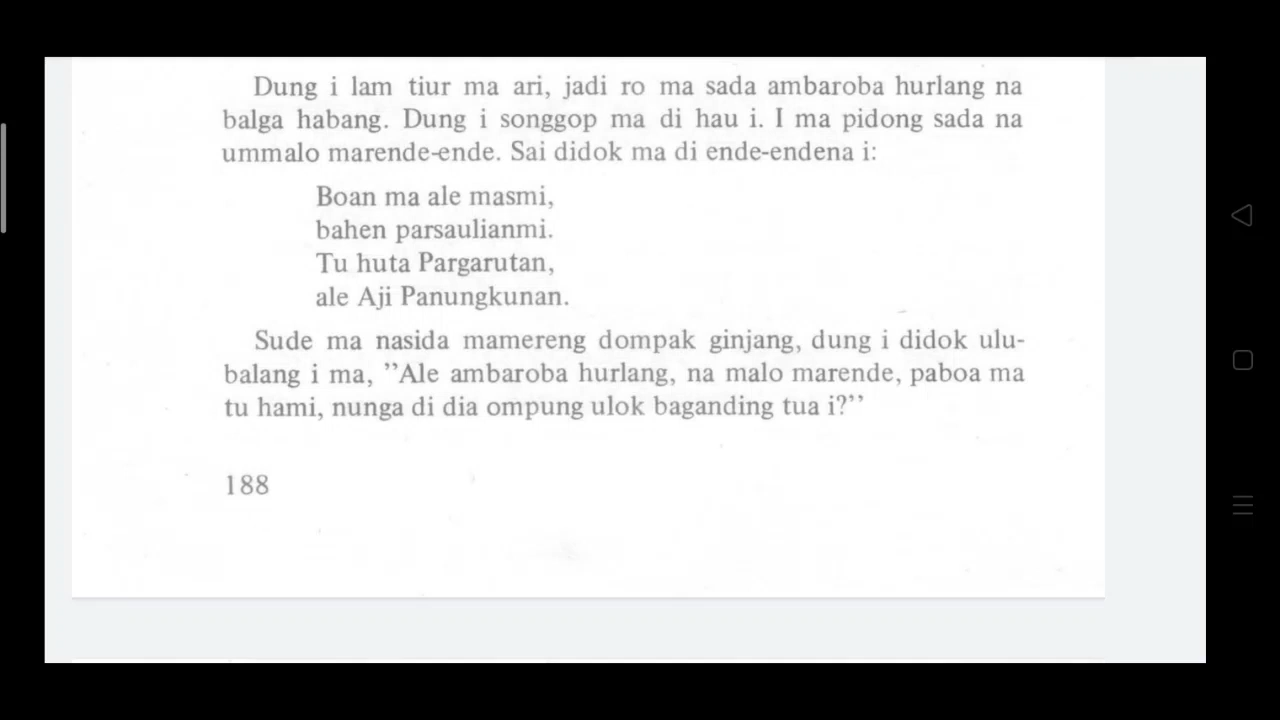 Dung i lam tiur ma ari, jadi ro ma sada ambaroba hurlang na
balga habang. Dung i songgop ma di hau i. I ma pidong sada na
ummalo marende-ende. Sai didok ma di ende-endena i:
Boan ma ale masmi,
bahen parsaulianmi.
Tu huta Pargarutan,
ale Aji Panungkunan.
Sude ma nasida mamereng dompak ginjang, dung i didok ulu-
balang i ma, ”Ale ambaroba hurlang, na malo marende, paboa ma
tu hami, nunga di dia ompung ulok baganding tua i?”
188